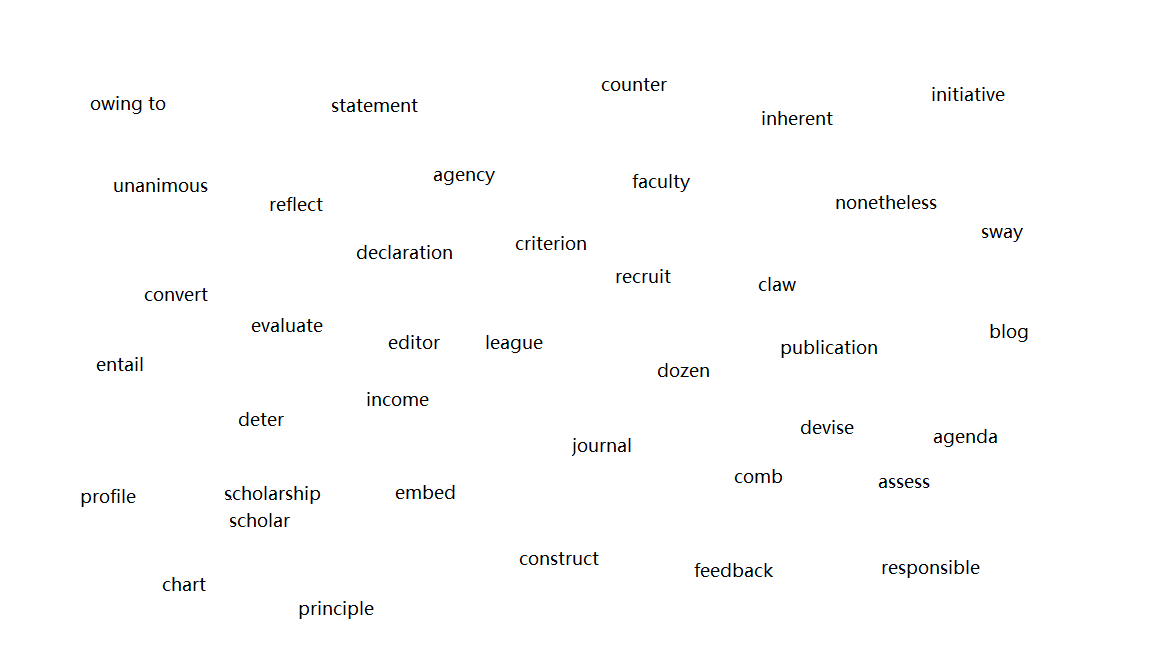 counter
initiative
owing to
statement
inherent
agency
faculty
unanimous
reflect
nonetheless
sway
criterion
declaration
recruit
claw
convert
evaluate
blog
editor
league
publication
entail
dozen
income
deter
devise
agenda
journal
comb
assess
profile
scholarship
embed
scholar
construct
feedback
responsible
chart
principle